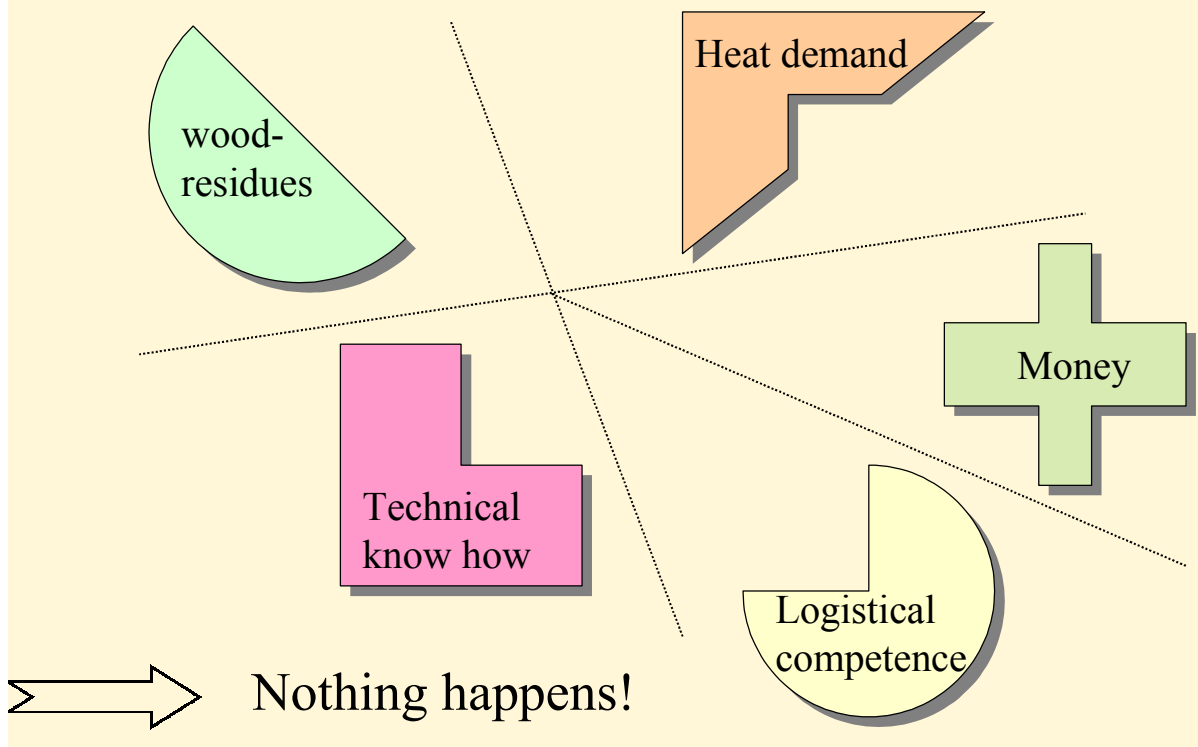 Heat demand
wood-
residues
Money
Technical
know how
Logistical
competence
Nothing happens!